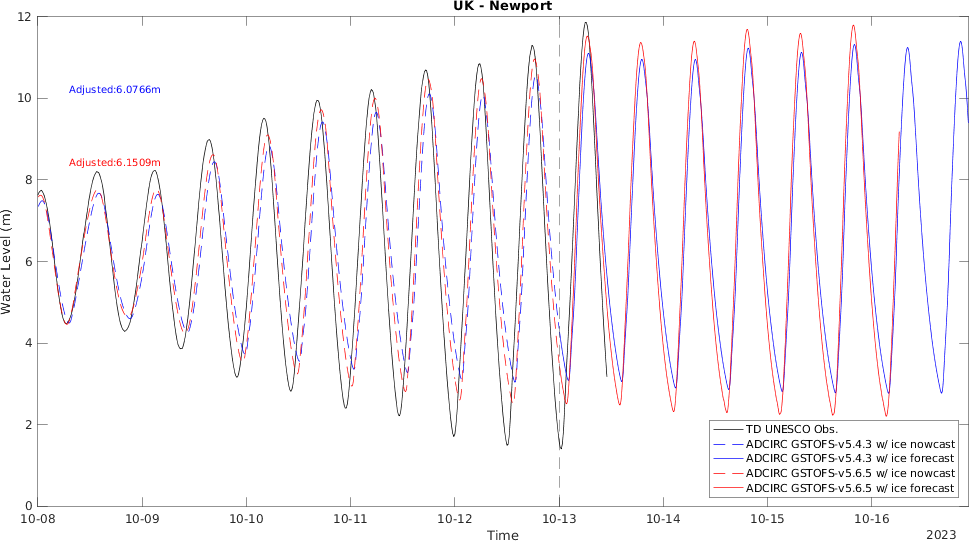 UK - Newport
12
10
8
6
4
2
0
Water Level (m)
Adjusted:6.0766m
Adjusted:6.1509m
TD UNESCO Obs.
ADCIRC GSTOFS-v5.4.3 w/ ice nowcast
ADCIRC GSTOFS-v5.4.3 w/ ice forecast
ADCIRC GSTOFS-v5.6.5 w/ ice nowcast
ADCIRC GSTOFS-v5.6.5 w/ ice forecast
10-08 10-09 10-10 10-11 10-12 10-13 10-14 10-15 10-16
Time
2023